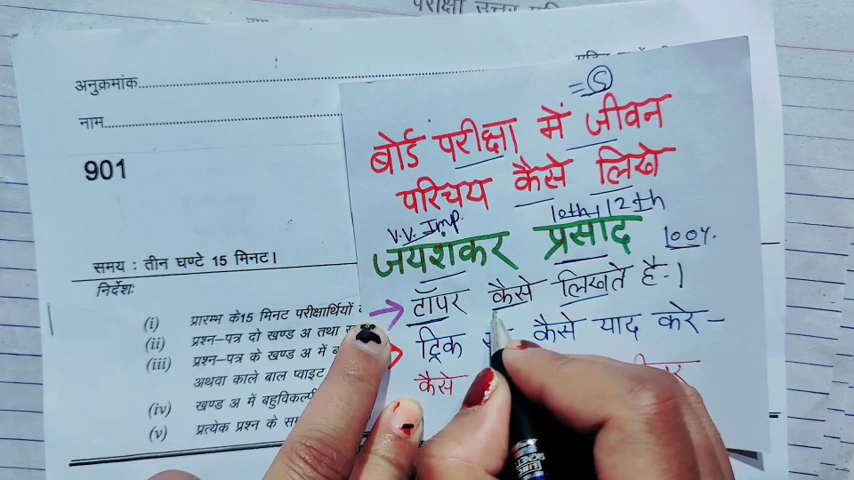 परीक्षा उत्तर
अनुक्रमांक
नाम
901
समय : तीन घण्टे 15 मिनट।
निर्देशः
(i) प्रारम्भ के15 मिनट परीक्षार्थियों
(ii) प्रश्न-पत्र दो खण्ड अ तथा
(iii) प्रश्न-पत्र के खण्ड अ में
अथवा काले बाल प्वाइट
(iv) खण्ड अ में बहुविकल्पी
(v) प्रत्येक प्रश्न के
=(S)
बोर्ड परीक्षा में जीवन
परिचय कैसे लिखे
V.V. Imp. 10th, 12th
जयशंकर प्रसाद 100%
→ टॉपर कैसे लिखते है-।
ट्रिक कैसे याद करे-
कैसे